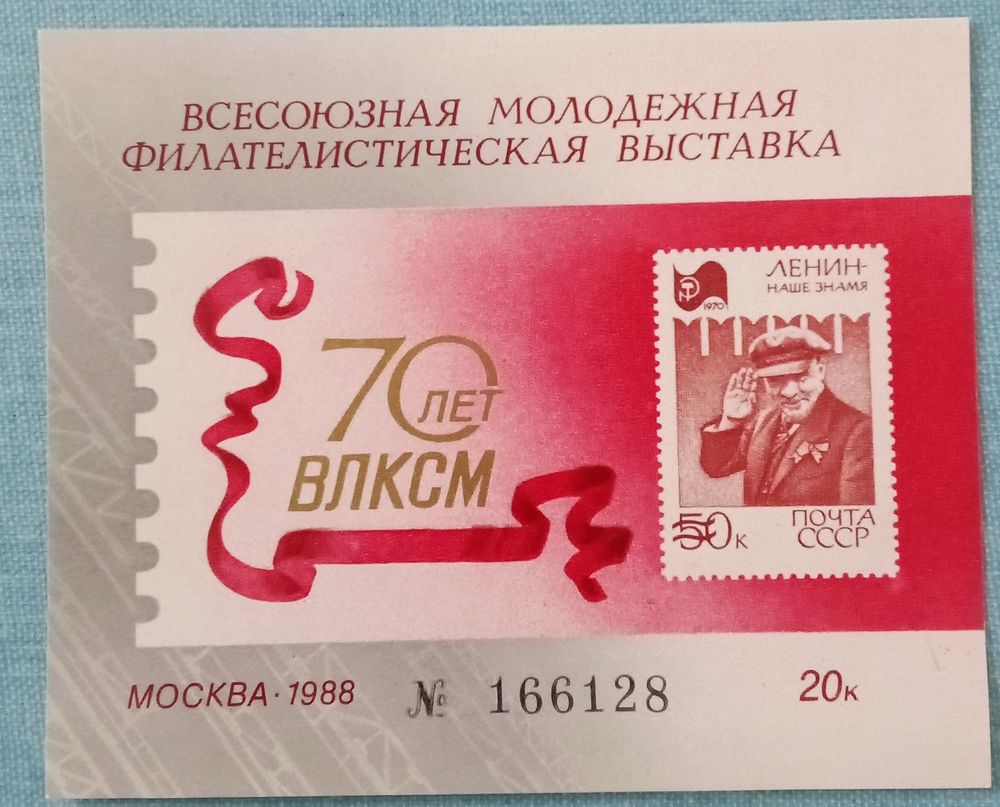 ВСЕСОЮЗНАЯ МОЛОДЕЖНАЯ
ФИЛАТЕЛИСТИЧЕСКАЯ ВЫСТАВКА
70 ЛЕТ
ВЛКСМ
ЛЕНИН-
НАШЕ ЗНАМЯ
1970
50к
ПОЧТА
СССР
МОСКВА·1988
№ 166128
20к